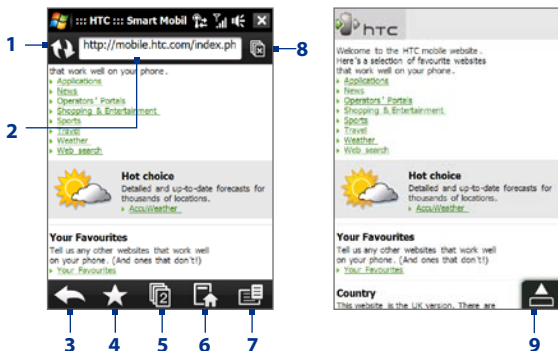 ::: HTC ::: Smart Mobil
1
http://mobile.htc.com/index.ph
8
that work well on your phone.
Applications
News
Operators' Portals
Shopping & Entertainment
2
Sports
Travel
Weather
Web search
Hot choice
Detailed and up-to-date forecasts for
thousands of locations.
AccuWeather
Your Favourites
Tell us any other websites that work well
on your phone. (And ones that don't!)
Your Favourites
2
3
4
5
6
7
hTC
Welcome to the HTC mobile website.
Here's a selection of favourite websites
that work well on your phone.
Applications
News
Operators' Portals
Shopping & Entertainment
Sports
Travel
Weather
Web search
Hot choice
Detailed and up-to-date forecasts for
thousands of locations.
AccuWeather
Your Favourites
Tell us any other websites that work well
on your phone. (And ones that don't!)
Your Favourites
Country
This website is the UK version. There are
9